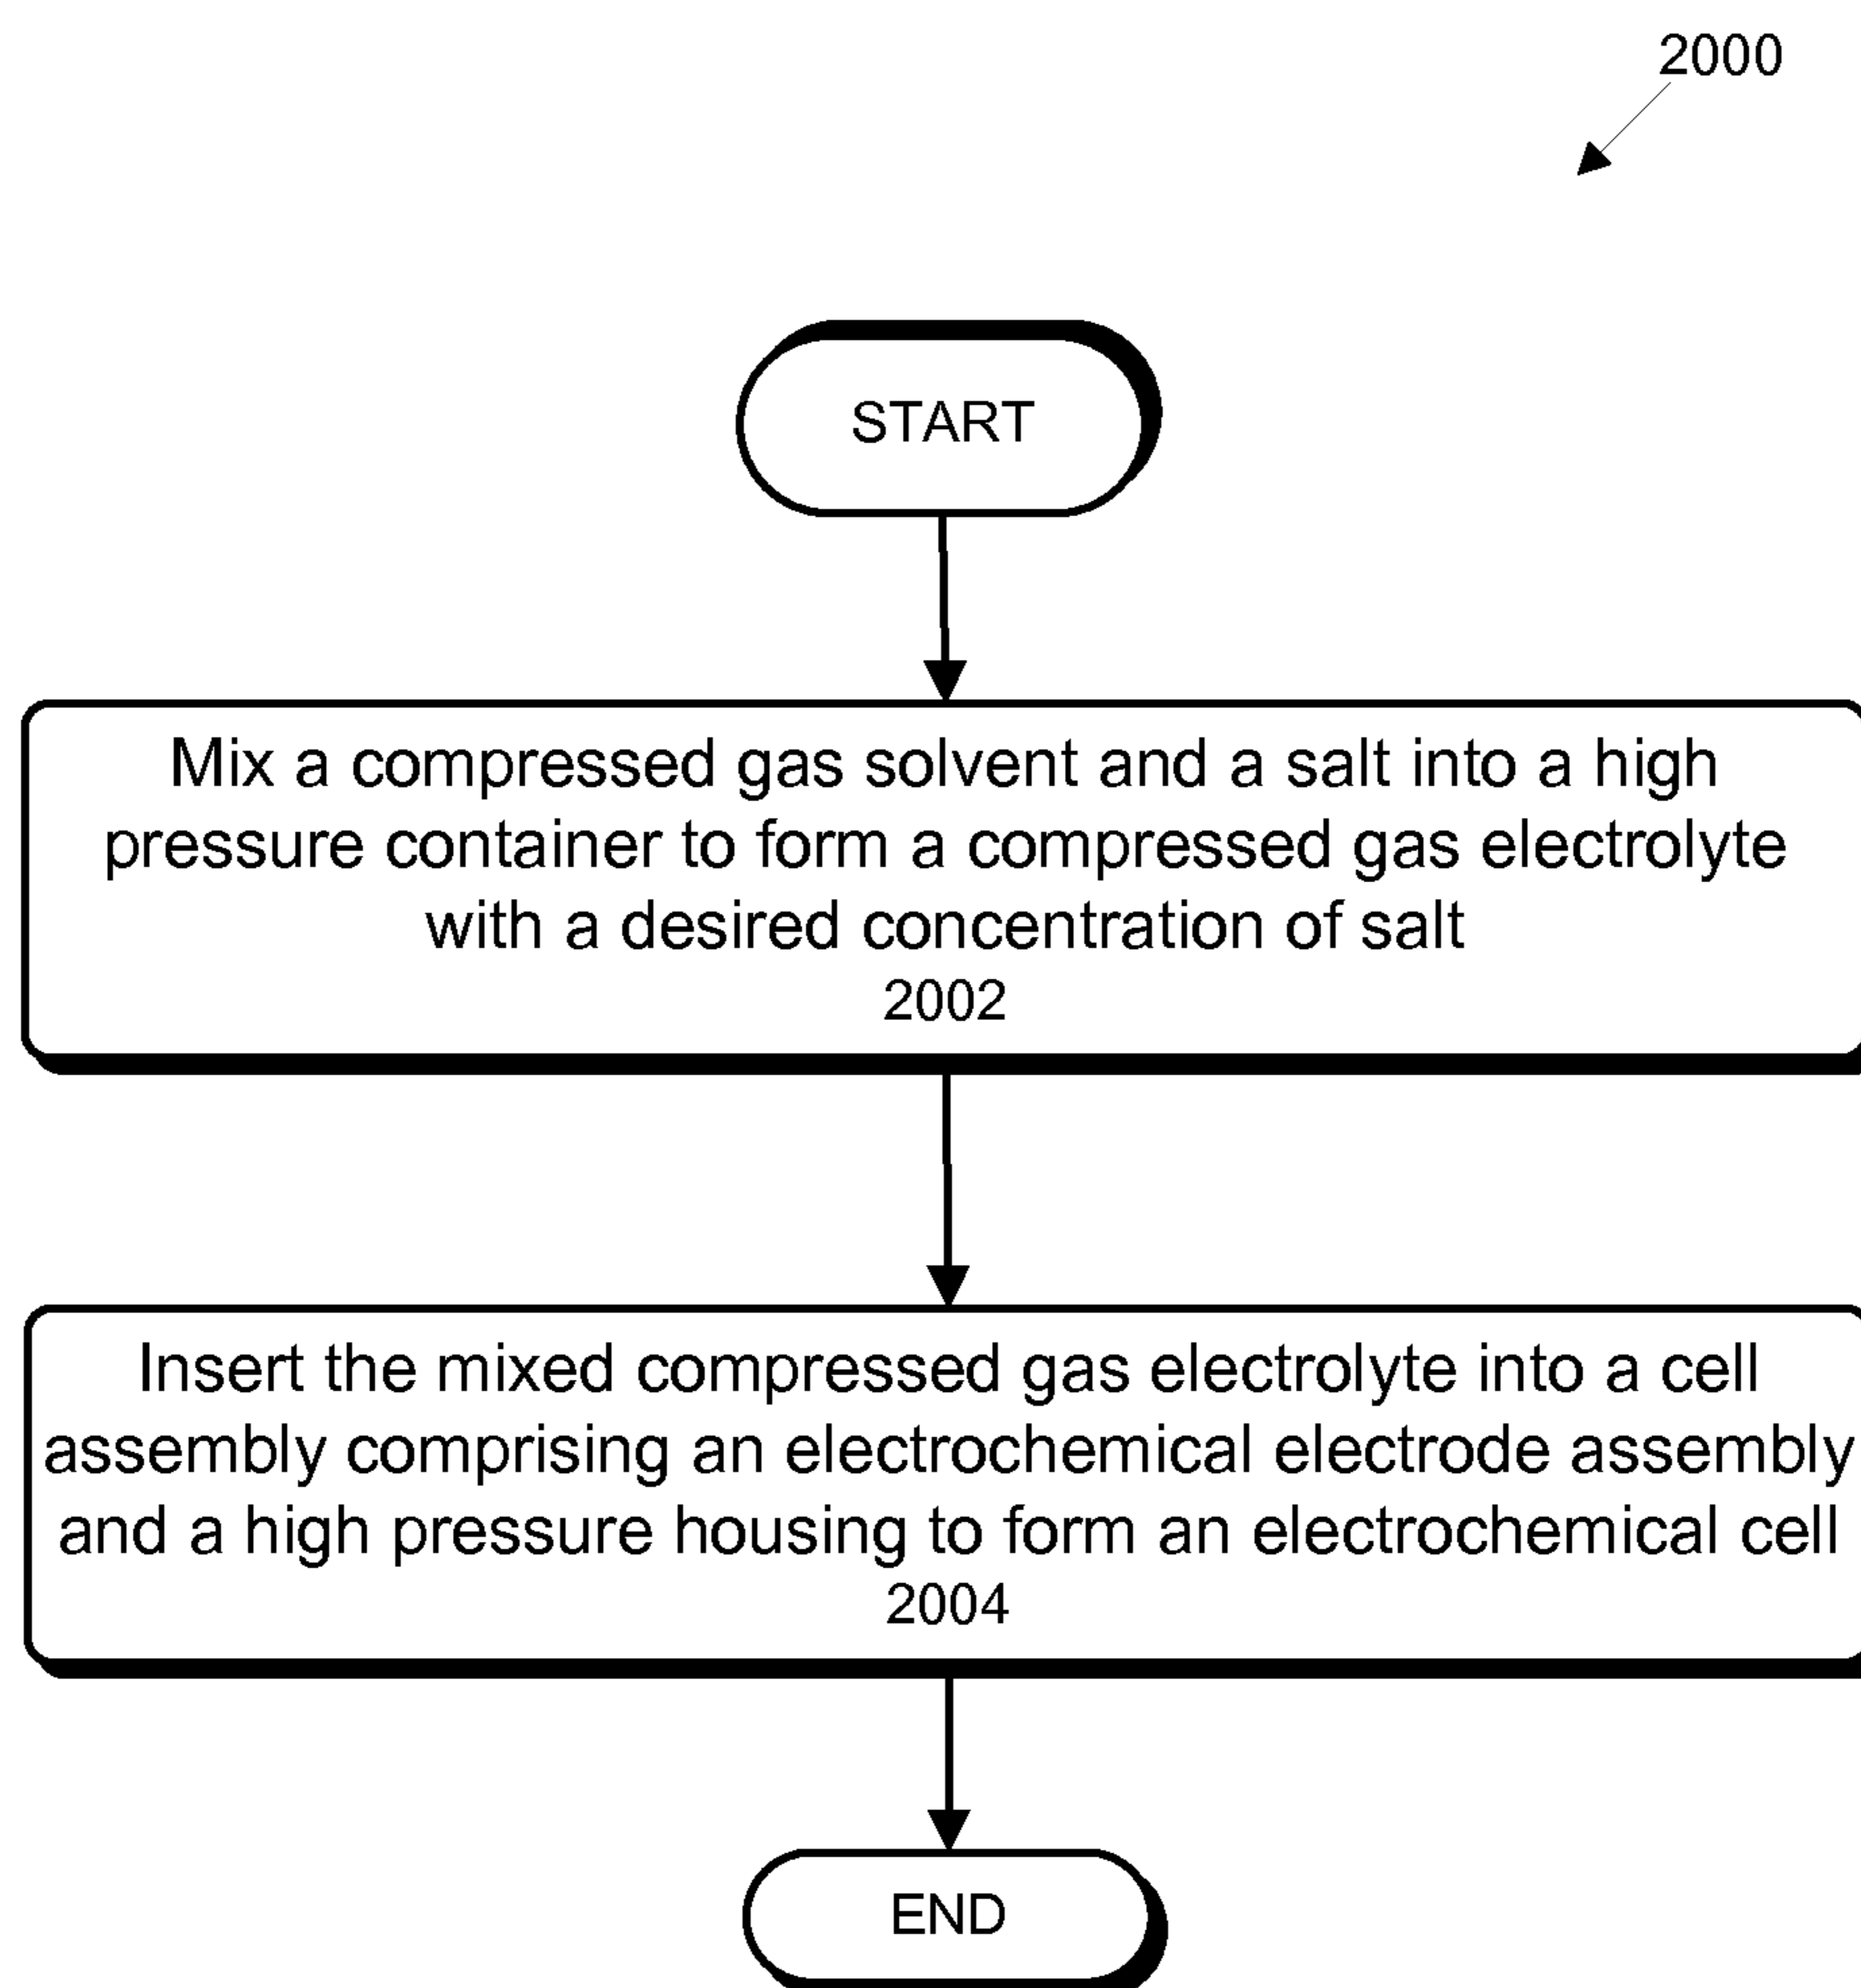 2000
START
Mix a compressed gas solvent and a salt into a high
pressure container to form a compressed gas electrolyte
with a desired concentration of salt
2002
Insert the mixed compressed gas electrolyte into a cell
assembly comprising an electrochemical electrode assembly
and a high pressure housing to form an electrochemical cell
2004
END